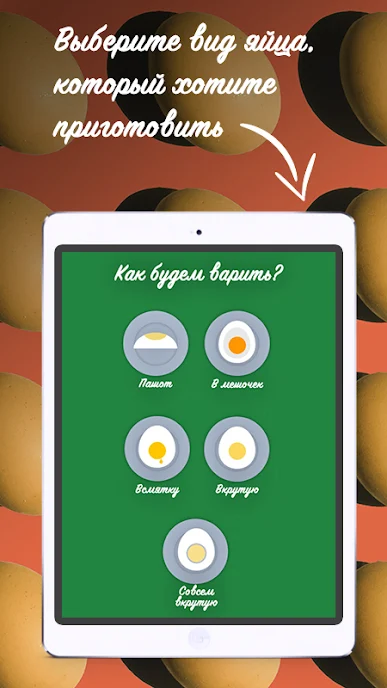 Выберите вид яйца,
который хотите
приготовить
Как будем варить?
Пашот
В мешочек
Всмятку
Вкрутую
Совсем
вкрутую